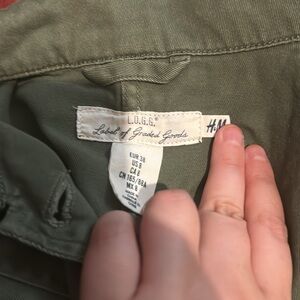 L.O.G.G.®
Label of Graded Goods
H&M
EUR 38
US 8
CA 8
CN 165/88A
MX 8